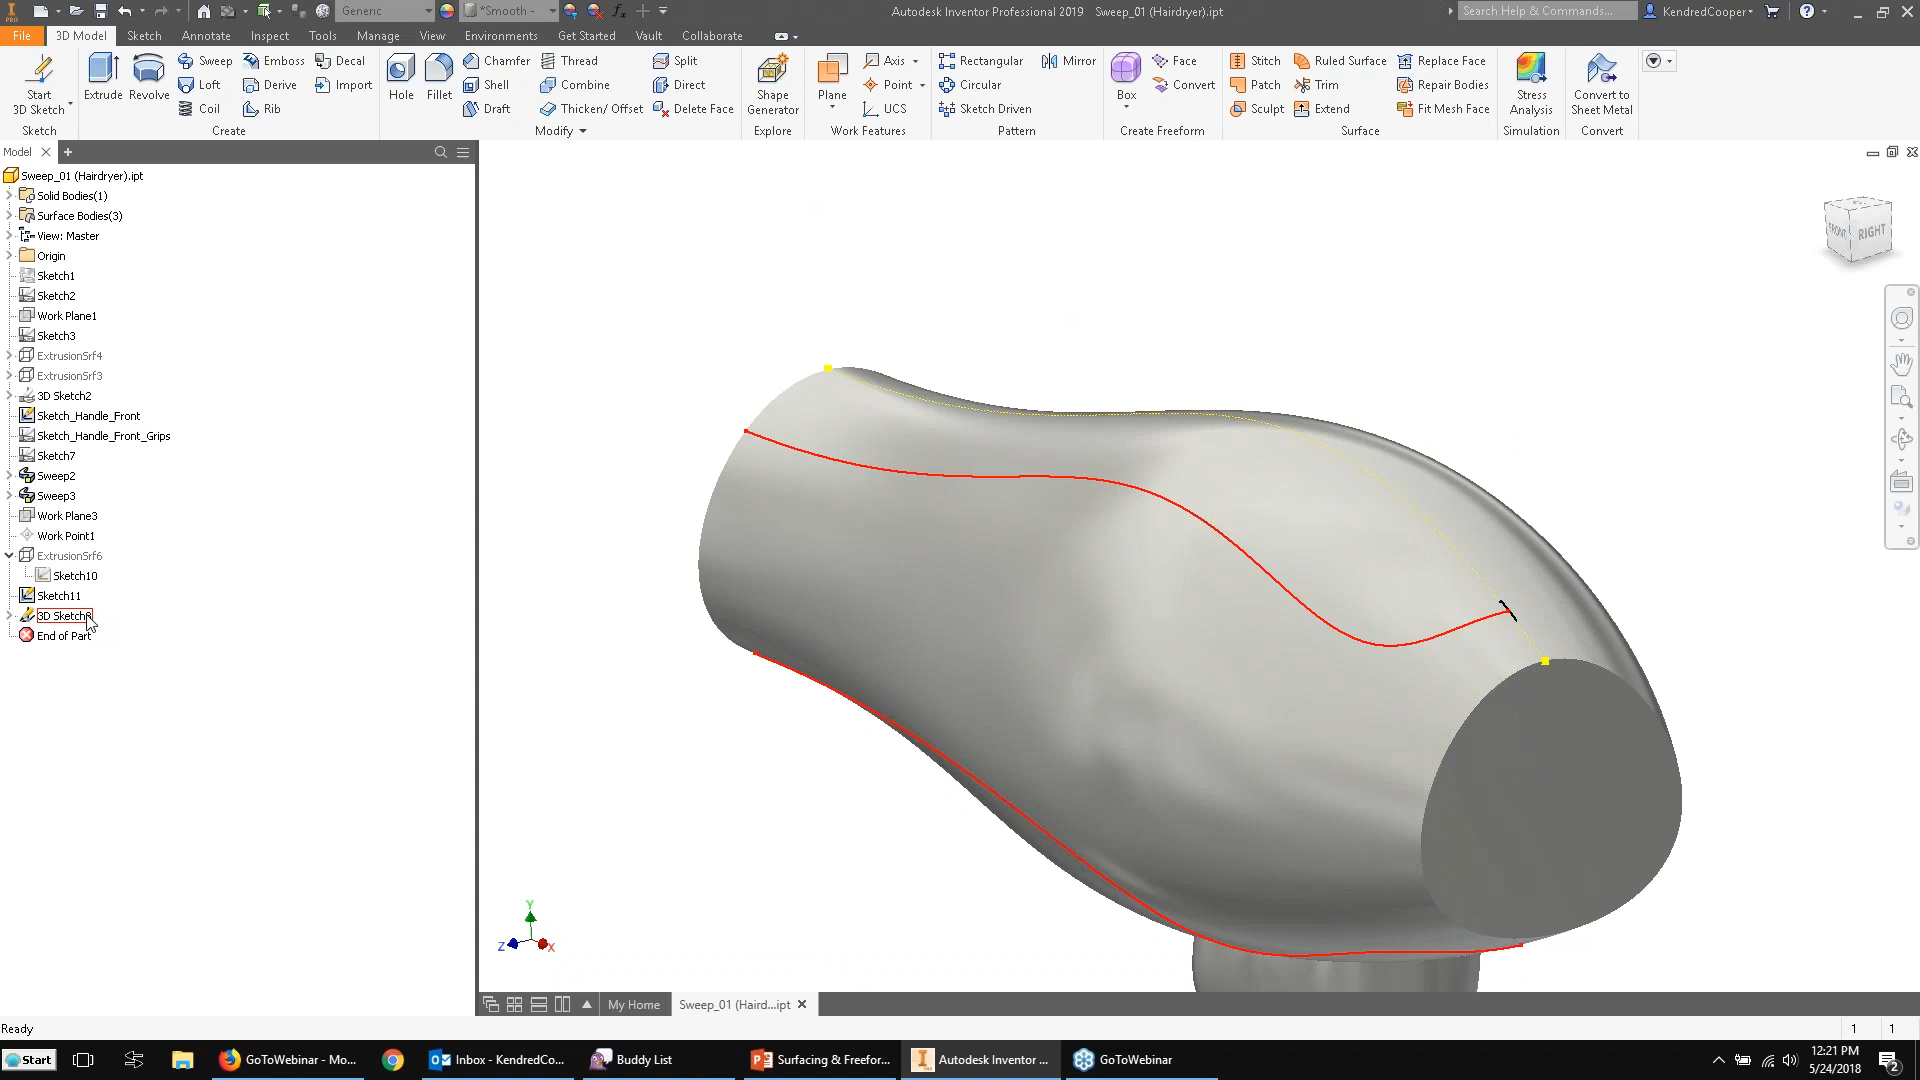 Generic
*Smooth -
Autodesk Inventor Professional 2019   Sweep_01 (Hairdryer).ipt
Search Help & Commands...
KendredCooper
File
3D Model
Sketch
Annotate
Inspect
Tools
Manage
View
Environments
Get Started
Vault
Collaborate
Start
3D Sketch
Extrude
Revolve
Sweep
Loft
Coil
Emboss
Derive
Rib
Decal
Import
Hole
Fillet
Chamfer
Shell
Draft
Thread
Combine
Thicken/ Offset
Split
Direct
Delete Face
Shape
Generator
Plane
Axis
Point
UCS
Rectangular
Circular
Sketch Driven
Mirror
Box
Face
Convert
Stitch
Patch
Sculpt
Ruled Surface
Trim
Extend
Replace Face
Repair Bodies
Fit Mesh Face
Stress
Analysis
Convert to
Sheet Metal
Sketch
Create
Modify
Explore
Work Features
Pattern
Create Freeform
Surface
Simulation
Convert
Model
Sweep_01 (Hairdryer).ipt
Solid Bodies(1)
Surface Bodies(3)
View: Master
Origin
Sketch1
Sketch2
Work Plane1
Sketch3
ExtrusionSrf4
ExtrusionSrf3
3D Sketch2
Sketch_Handle_Front
Sketch_Handle_Front_Grips
Sketch7
Sweep2
Sweep3
Work Plane3
Work Point1
ExtrusionSrf6
Sketch10
Sketch11
3D Sketch
End of Part
FRONT
RIGHT
Y
Z
X
My Home
Sweep_01 (Haird...ipt
Ready
1
1
Start
GoToWebinar - Mo...
Inbox - KendredCo...
Buddy List
Surfacing & Freefor...
Autodesk Inventor ...
GoToWebinar
12:21 PM
5/24/2018
2